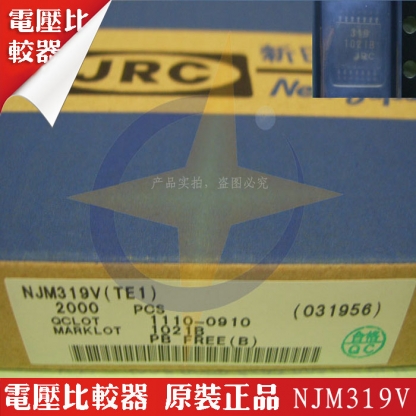 電壓比
較器
319
1021B
JRC
JRC
新日
New Japa
产品实拍，盗图必究
NJM319V(TE1)
2000 PCS
QCLOT 1110-0910 (031956)
MARKLOT 1021B
PB FREE(B)
合格
QC
電壓比較器 原裝正品 NJM319V